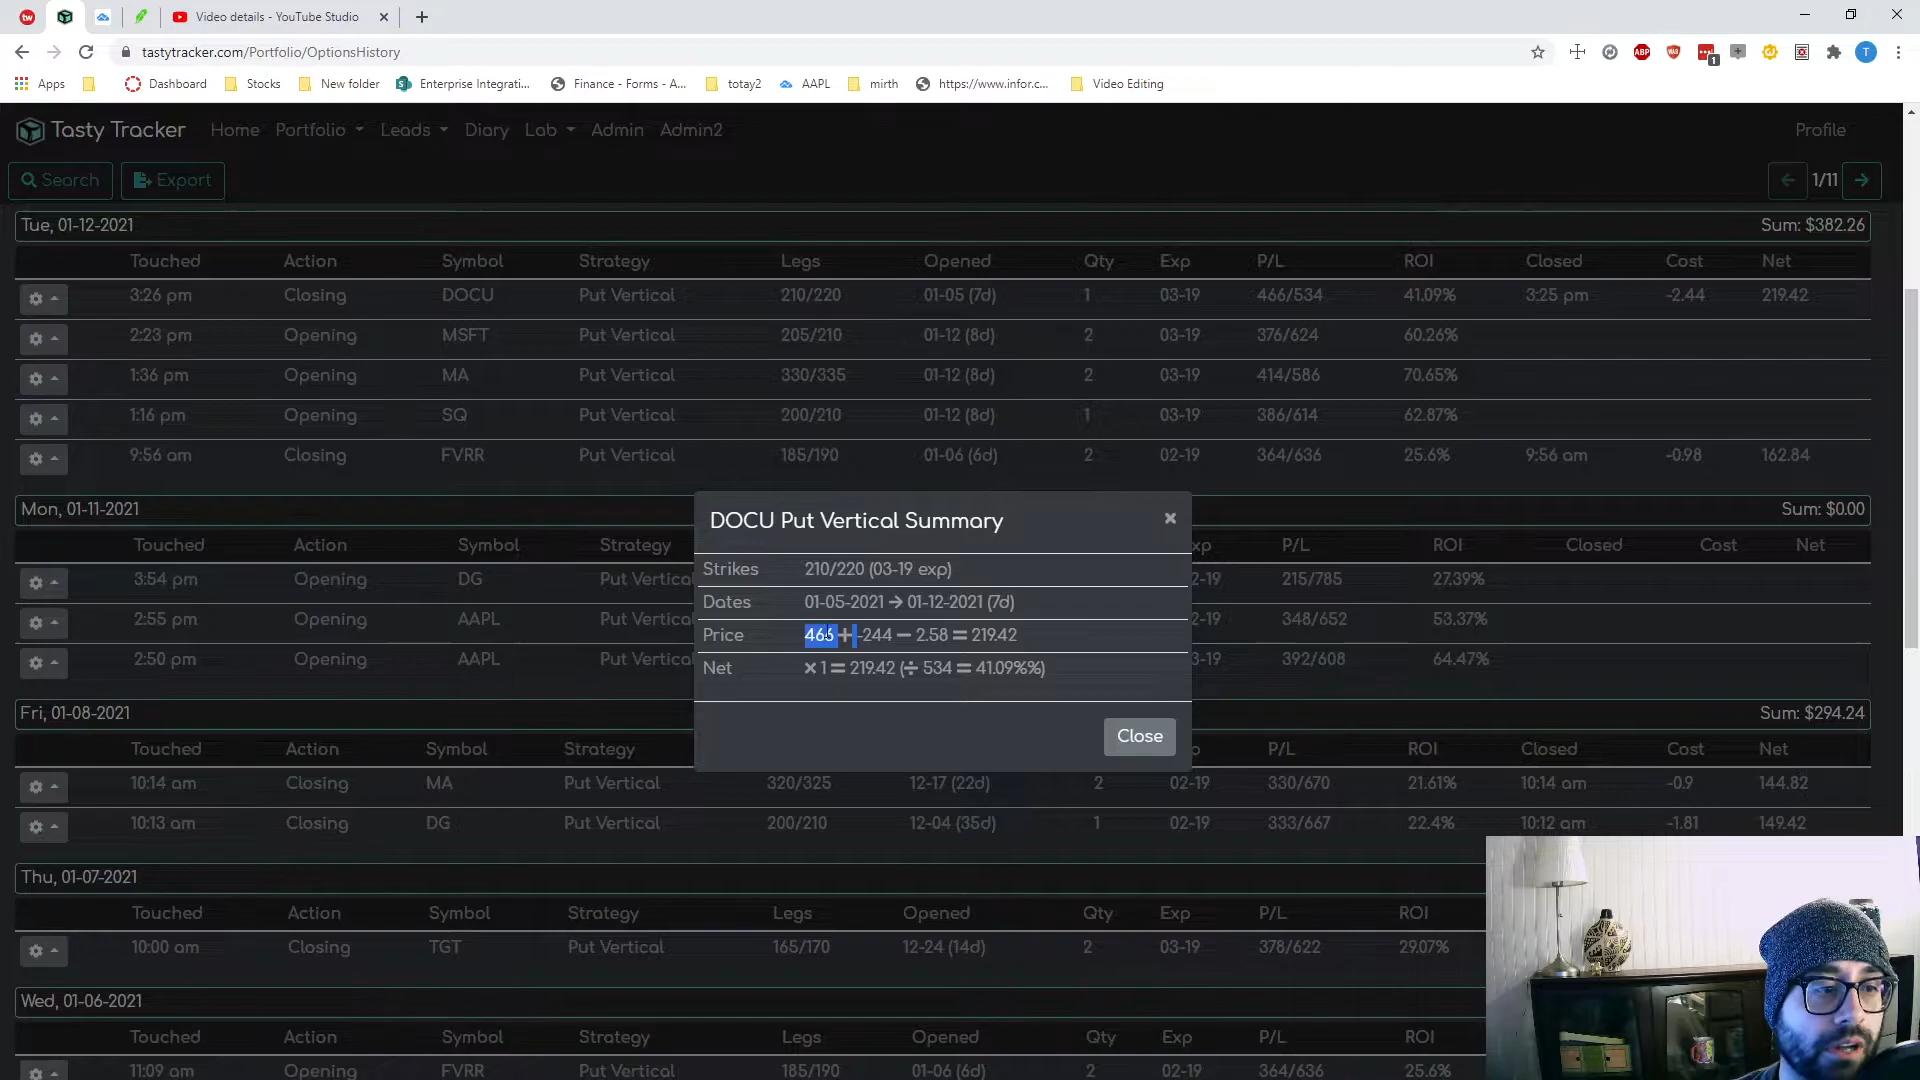 tw
Video details - YouTube Studio
tastytracker.com/Portfolio/OptionsHistory
ABP
1
T
Apps Dashboard Stocks New folder Enterprise Integrati... Finance - Forms - A... totay2 AAPL mirth https://www.infor.c... Video Editing
Tasty Tracker Home Portfolio Leads Diary Lab Admin Admin2 Profile
Search Export 1/11
Tue, 01-12-2021 Sum: $382.26
Touched Action Symbol Strategy Legs Opened Qty Exp P/L ROI Closed Cost Net
3:26 pm Closing DOCU Put Vertical 210/220 01-05 (7d) 1 03-19 466/534 41.09% 3:25 pm -2.44 219.42
2:23 pm Opening MSFT Put Vertical 205/210 01-12 (8d) 2 03-19 376/624 60.26%
1:36 pm Opening MA Put Vertical 330/335 01-12 (8d) 2 03-19 414/586 70.65%
1:16 pm Opening SQ Put Vertical 200/210 01-12 (8d) 1 03-19 386/614 62.87%
9:56 am Closing FVRR Put Vertical 185/190 01-06 (6d) 2 02-19 364/636 25.6% 9:56 am -0.98 162.84
Mon, 01-11-2021 Sum: $0.00
Touched Action Symbol Strategy xp P/L ROI Closed Cost Net
3:54 pm Opening DG Put Vertica 2-19 215/785 27.39%
2:55 pm Opening AAPL Put Vertica 2-19 348/652 53.37%
2:50 pm Opening AAPL Put Vertica 3-19 392/608 64.47%
DOCU Put Vertical Summary ×
Strikes 210/220 (03-19 exp)
Dates 01-05-2021 → 01-12-2021 (7d)
Price 466 + -244 − 2.58 = 219.42
Net × 1 = 219.42 (÷ 534 = 41.09%%)
Close
Fri, 01-08-2021 Sum: $294.24
Touched Action Symbol Strategy P/L ROI Closed Cost Net
10:14 am Closing MA Put Vertical 320/325 12-17 (22d) 2 02-19 330/670 21.61% 10:14 am -0.9 144.82
10:13 am Closing DG Put Vertical 200/210 12-04 (35d) 1 02-19 333/667 22.4% 10:12 am -1.81 149.42
Thu, 01-07-2021
Touched Action Symbol Strategy Legs Opened Qty Exp P/L ROI
10:00 am Closing TGT Put Vertical 165/170 12-24 (14d) 2 03-19 378/622 29.07%
Wed, 01-06-2021
Touched Action Symbol Strategy Legs Opened Qty Exp P/L ROI
11:09 am Opening FVRR Put Vertical 185/190 01-06 (6d) 2 02-19 364/636 25.6%